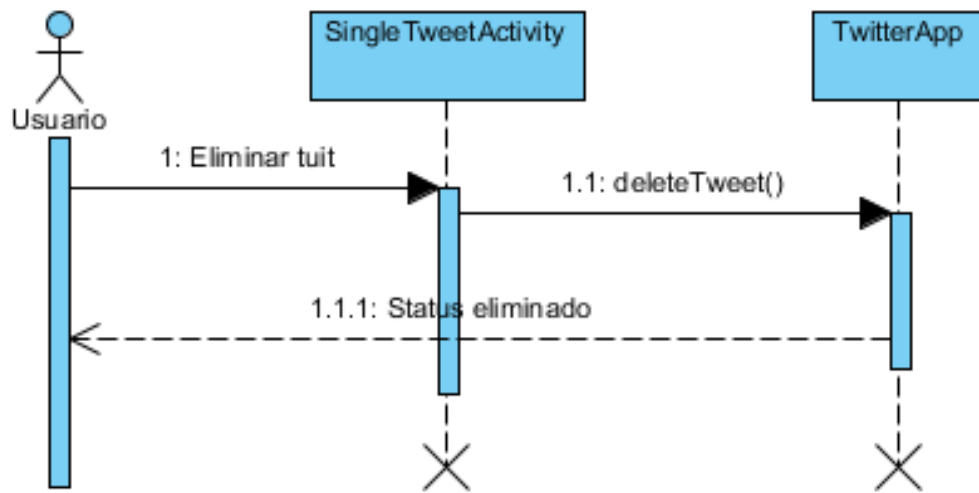 SingleTweetActivity
TwitterApp
Usuario
1: Eliminar tuit
1.1: deleteTweet()
1.1.1: Status eliminado